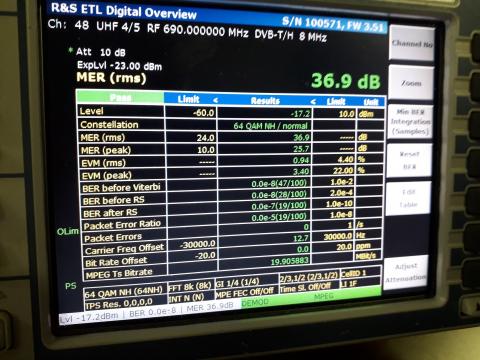 R&S ETL Digital Overview S/N 100571, FW 3.51
Ch: 48 UHF 4/5 RF 690.000000 MHz DVB-T/H 8 MHz
* Att 10 dB
ExpLvl -23.00 dBm
MER (rms) 36.9 dB
Pass Limit < Results < Limit Unit
Level -60.0 -17.2 10.0 dBm
Constellation 64 QAM NH / normal
MER (rms) 24.0 36.9 ----- dB
MER (peak) 10.0 25.7 ----- dB
EVM (rms) ----- 0.94 4.40 %
EVM (peak) ----- 3.40 22.00 %
BER before Viterbi 0.0e-8(47/100) 1.0e-2
BER before RS 0.0e-8(28/100) 2.0e-4
BER after RS 0.0e-7(19/100) 1.0e-10
Packet Error Ratio 0.0e-5(19/100) 1.0e-8
Packet Errors 0 1 /s
Carrier Freq Offset -30000.0 12.7 30000.0 Hz
Bit Rate Offset -20.0 0.0 20.0 ppm
MPEG Ts Bitrate 19.905883 MBit/s
OLim
PS
64 QAM NH (64NH) FFT 8k (8k) GI 1/4 (1/4) 2/3,1/2 (2/3,1/2) CellID 1
TPS Res. 0,0,0,0 INT N (N) MPE FEC Off/Off Time Sl. Off/Off LI 1F
Lvl -17.2dBm | BER 0.0e-8 | MER 36.9dB DEMOD MPEG
Channel No
Zoom
Min BER
Integration
(Samples)
Reset
BER
Edit
Table
Adjust
Attenuation